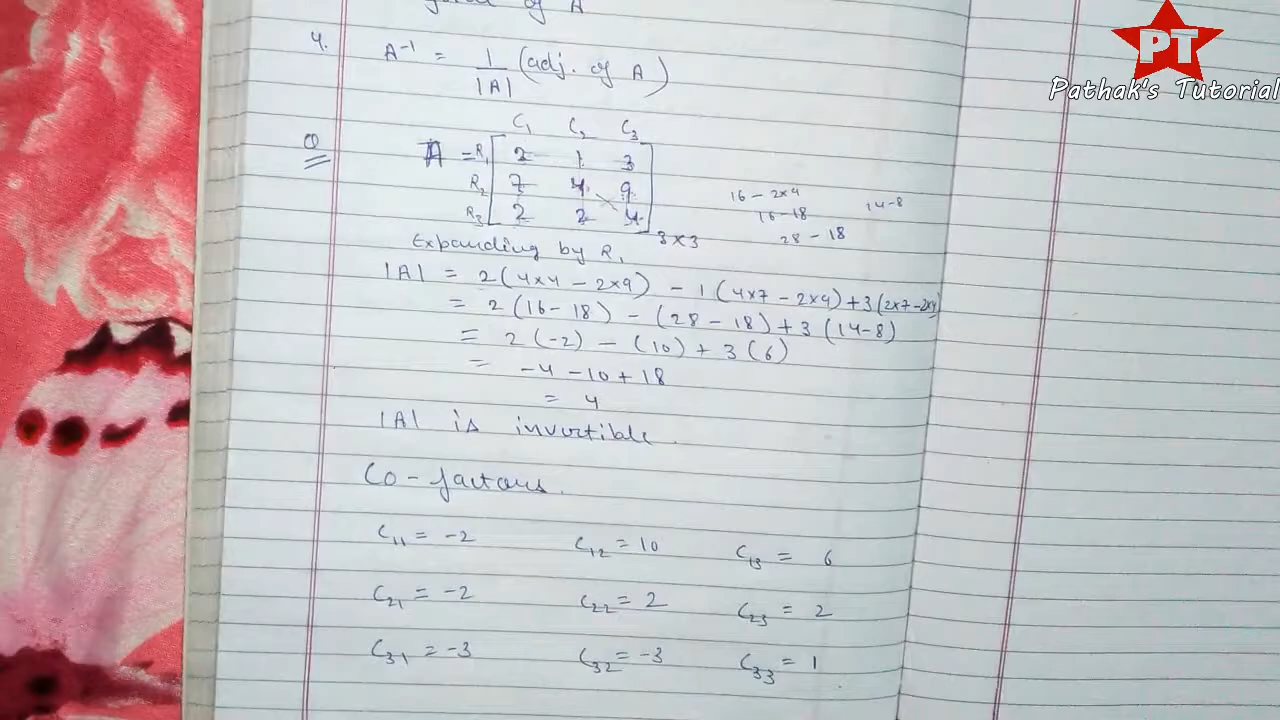 of A
4. A⁻¹ = 1/|A| (adj. of A)
PT
Pathak's Tutorial
C₁ C₂ C₃
Q A = R₁ [ 2 1 3
R₂ 7 4 9
R₃ 2 2 4 ] 3×3
16 - 2×9
16 - 18
28 - 18
14-8
Expanding by R₁
|A| = 2(4×4 - 2×9) - 1(4×7 - 2×9) + 3(2×7-2×4)
= 2(16 - 18) - (28 - 18) + 3(14-8)
= 2(-2) - (10) + 3(6)
= -4 - 10 + 18
= 4
|A| is invertible.
Co-factors.
C₁₁ = -2 C₁₂ = 10 C₁₃ = 6
C₂₁ = -2 C₂₂ = 2 C₂₃ = 2
C₃₁ = -3 C₃₂ = -3 C₃₃ = 1